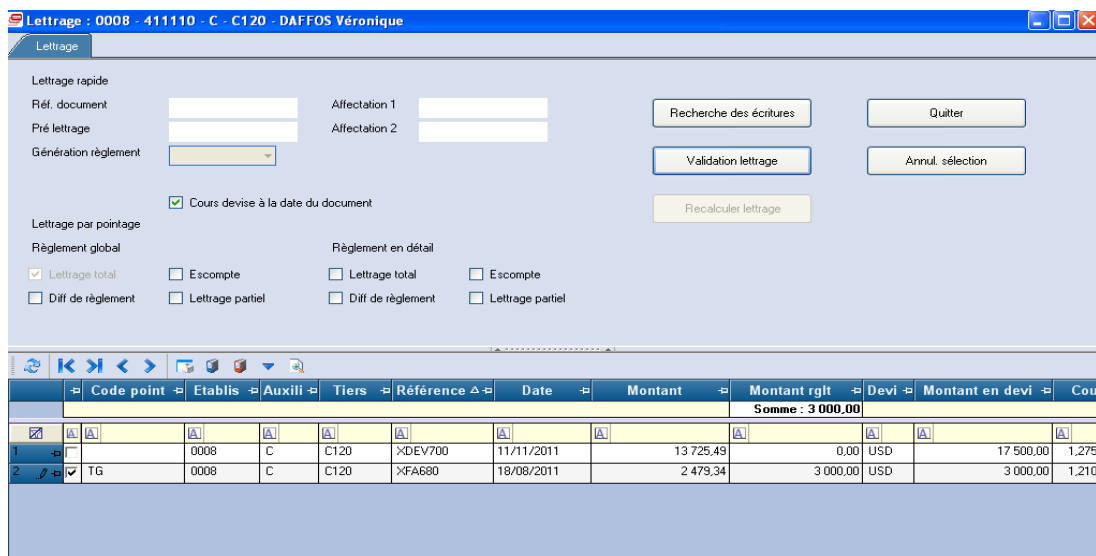 Lettrage : 0008 - 411110 - C - C120 - DAFFOS Véronique
Lettrage
Lettrage rapide
Réf. document Affectation 1 Recherche des écritures Quitter
Pré lettrage Affectation 2
Génération règlement Validation lettrage Annul. sélection
Cours devise à la date du document Recalculer lettrage
Lettrage par pointage
Règlement global Règlement en détail
Lettrage total Escompte Lettrage total Escompte
Diff de règlement Lettrage partiel Diff de règlement Lettrage partiel
Code point Etablis Auxili Tiers Référence Date Montant Montant rglt Devi Montant en devi Cou
Somme : 3 000,00
A A A A A A A A A A A
1 0008 C C120 XDEV700 11/11/2011 13 725,49 0,00 USD 17 500,00 1,275
2 TG 0008 C C120 XFA680 18/08/2011 2 479,34 3 000,00 USD 3 000,00 1,210